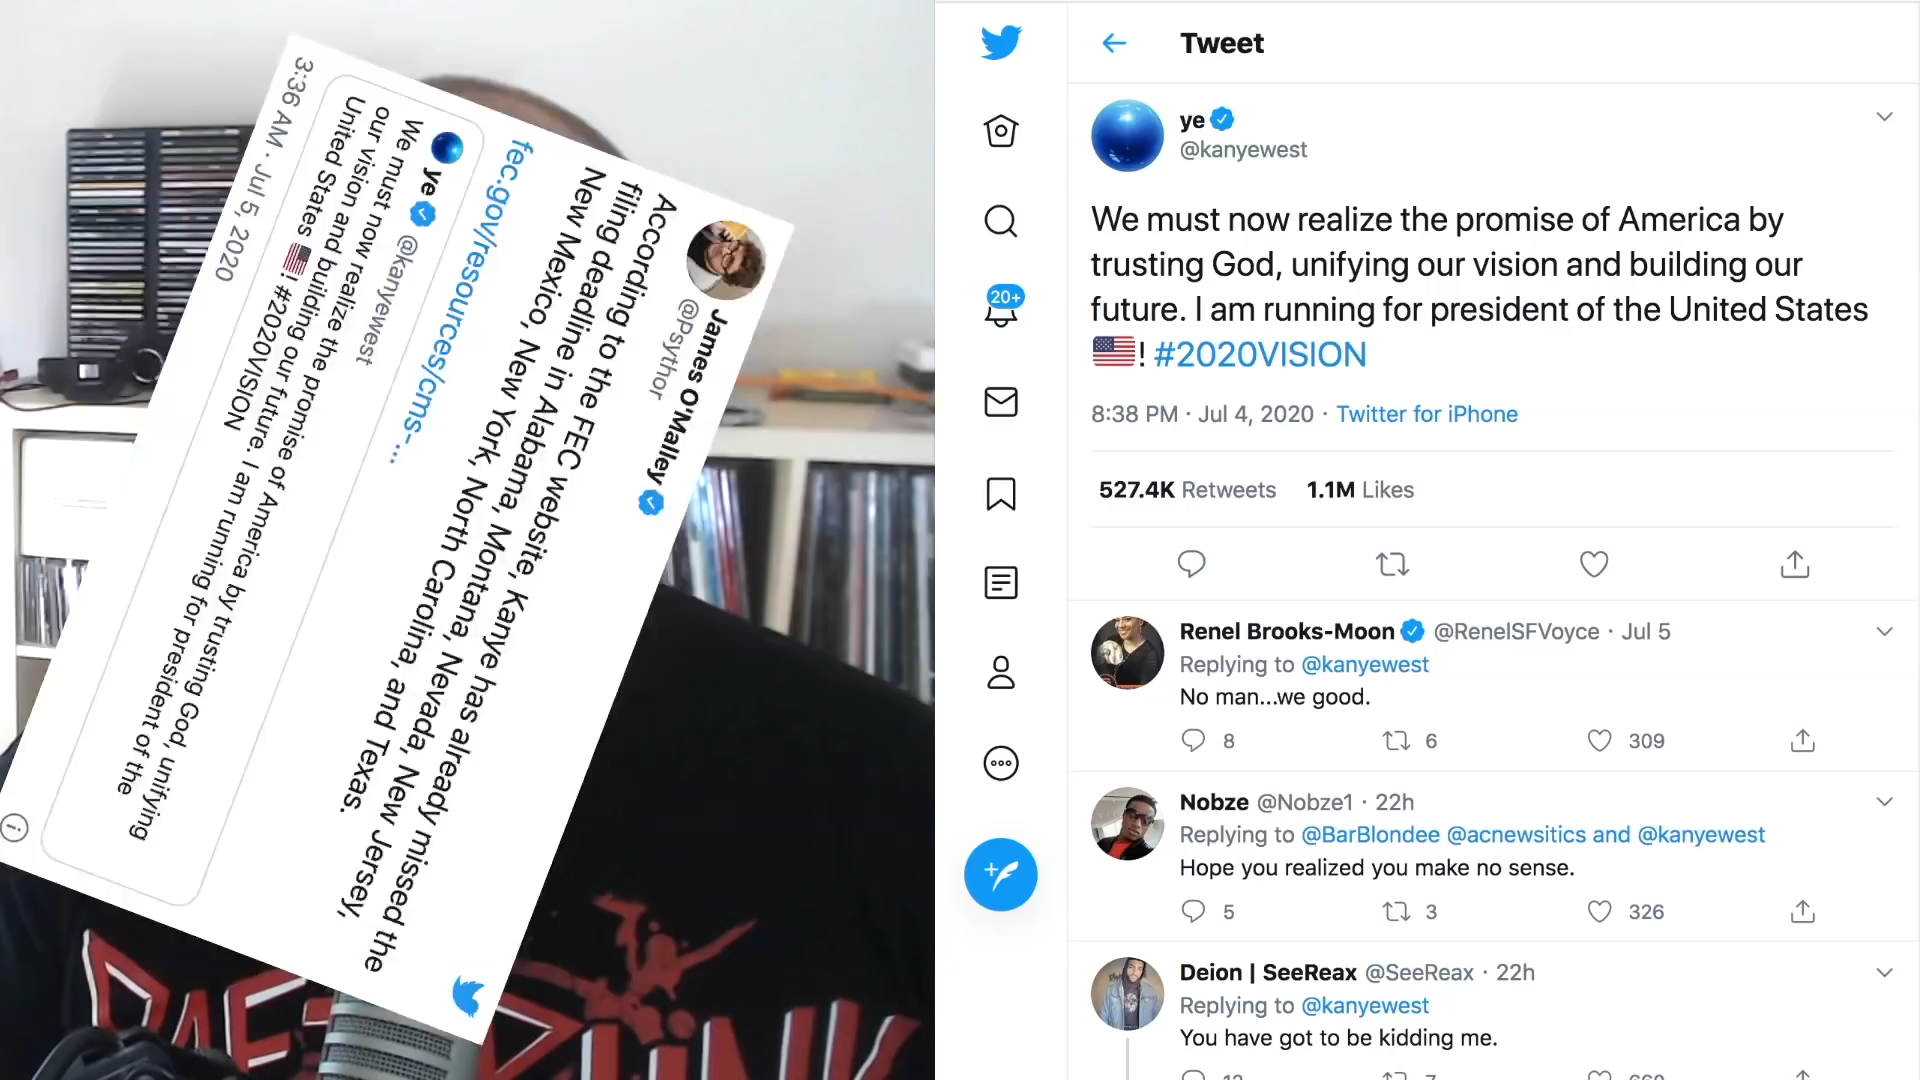 James O'Malley
@Psythor
According to the FEC website, Kanye has already missed the
filing deadline in Alabama, Montana, Nevada, New Jersey,
New Mexico, New York, North Carolina, and Texas.
fec.gov/resources/cms-...
ye @kanyewest
We must now realize the promise of America by trusting God, unifying
our vision and building our future. I am running for president of the
United States 🇺🇸! #2020VISION
3:36 AM · Jul 5, 2020
Tweet
ye
@kanyewest
We must now realize the promise of America by
trusting God, unifying our vision and building our
future. I am running for president of the United States
🇺🇸! #2020VISION
8:38 PM · Jul 4, 2020 · Twitter for iPhone
527.4K Retweets 1.1M Likes
20+
Renel Brooks-Moon @RenelSFVoyce · Jul 5
Replying to @kanyewest
No man...we good.
8 6 309
Nobze @Nobze1 · 22h
Replying to @BarBlondee @acnewsitics and @kanyewest
Hope you realized you make no sense.
5 3 326
Deion | SeeReax @SeeReax · 22h
Replying to @kanyewest
You have got to be kidding me.